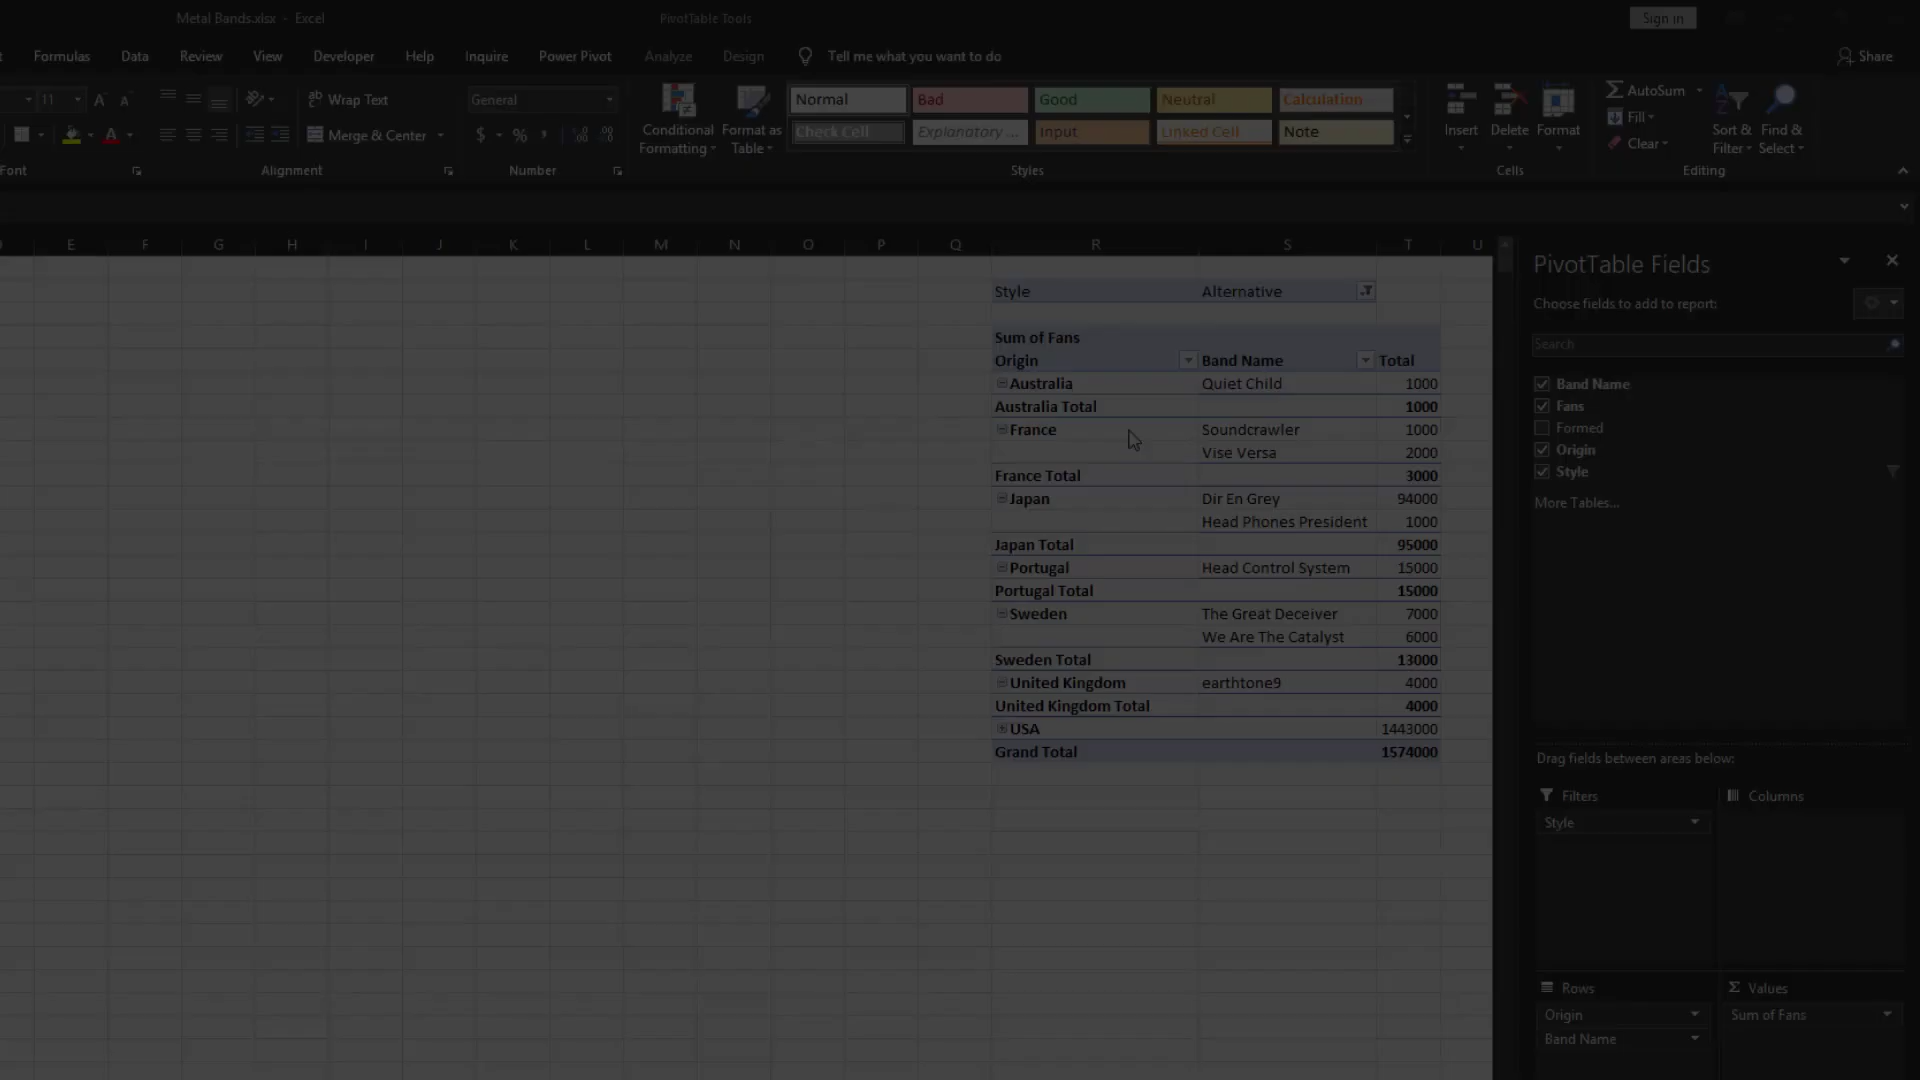 Metal Bands.xlsx - Excel
PivotTable Tools
Sign in
Formulas Data Review View Developer Help Inquire Power Pivot Analyze Design Tell me what you want to do Share
11 A A Wrap Text General Normal Bad Good Neutral Calculation
Merge & Center $ % , Check Cell Explanatory ... Input Linked Cell Note
Conditional Formatting
Format as Table
Insert Delete Format
AutoSum
Fill
Clear
Sort & Filter
Find & Select
Font Alignment Number Styles Cells Editing
E F G H I J K L M N O P Q R S T U
Style Alternative
Sum of Fans
Origin Band Name Total
Australia Quiet Child 1000
Australia Total 1000
France Soundcrawler 1000
Vise Versa 2000
France Total 3000
Japan Dir En Grey 94000
Head Phones President 1000
Japan Total 95000
Portugal Head Control System 15000
Portugal Total 15000
Sweden The Great Deceiver 7000
We Are The Catalyst 6000
Sweden Total 13000
United Kingdom earthtone9 4000
United Kingdom Total 4000
USA 1443000
Grand Total 1574000
PivotTable Fields
Choose fields to add to report:
Search
Band Name
Fans
Formed
Origin
Style
More Tables...
Drag fields between areas below:
Filters Columns
Style
Rows Σ Values
Origin Sum of Fans
Band Name